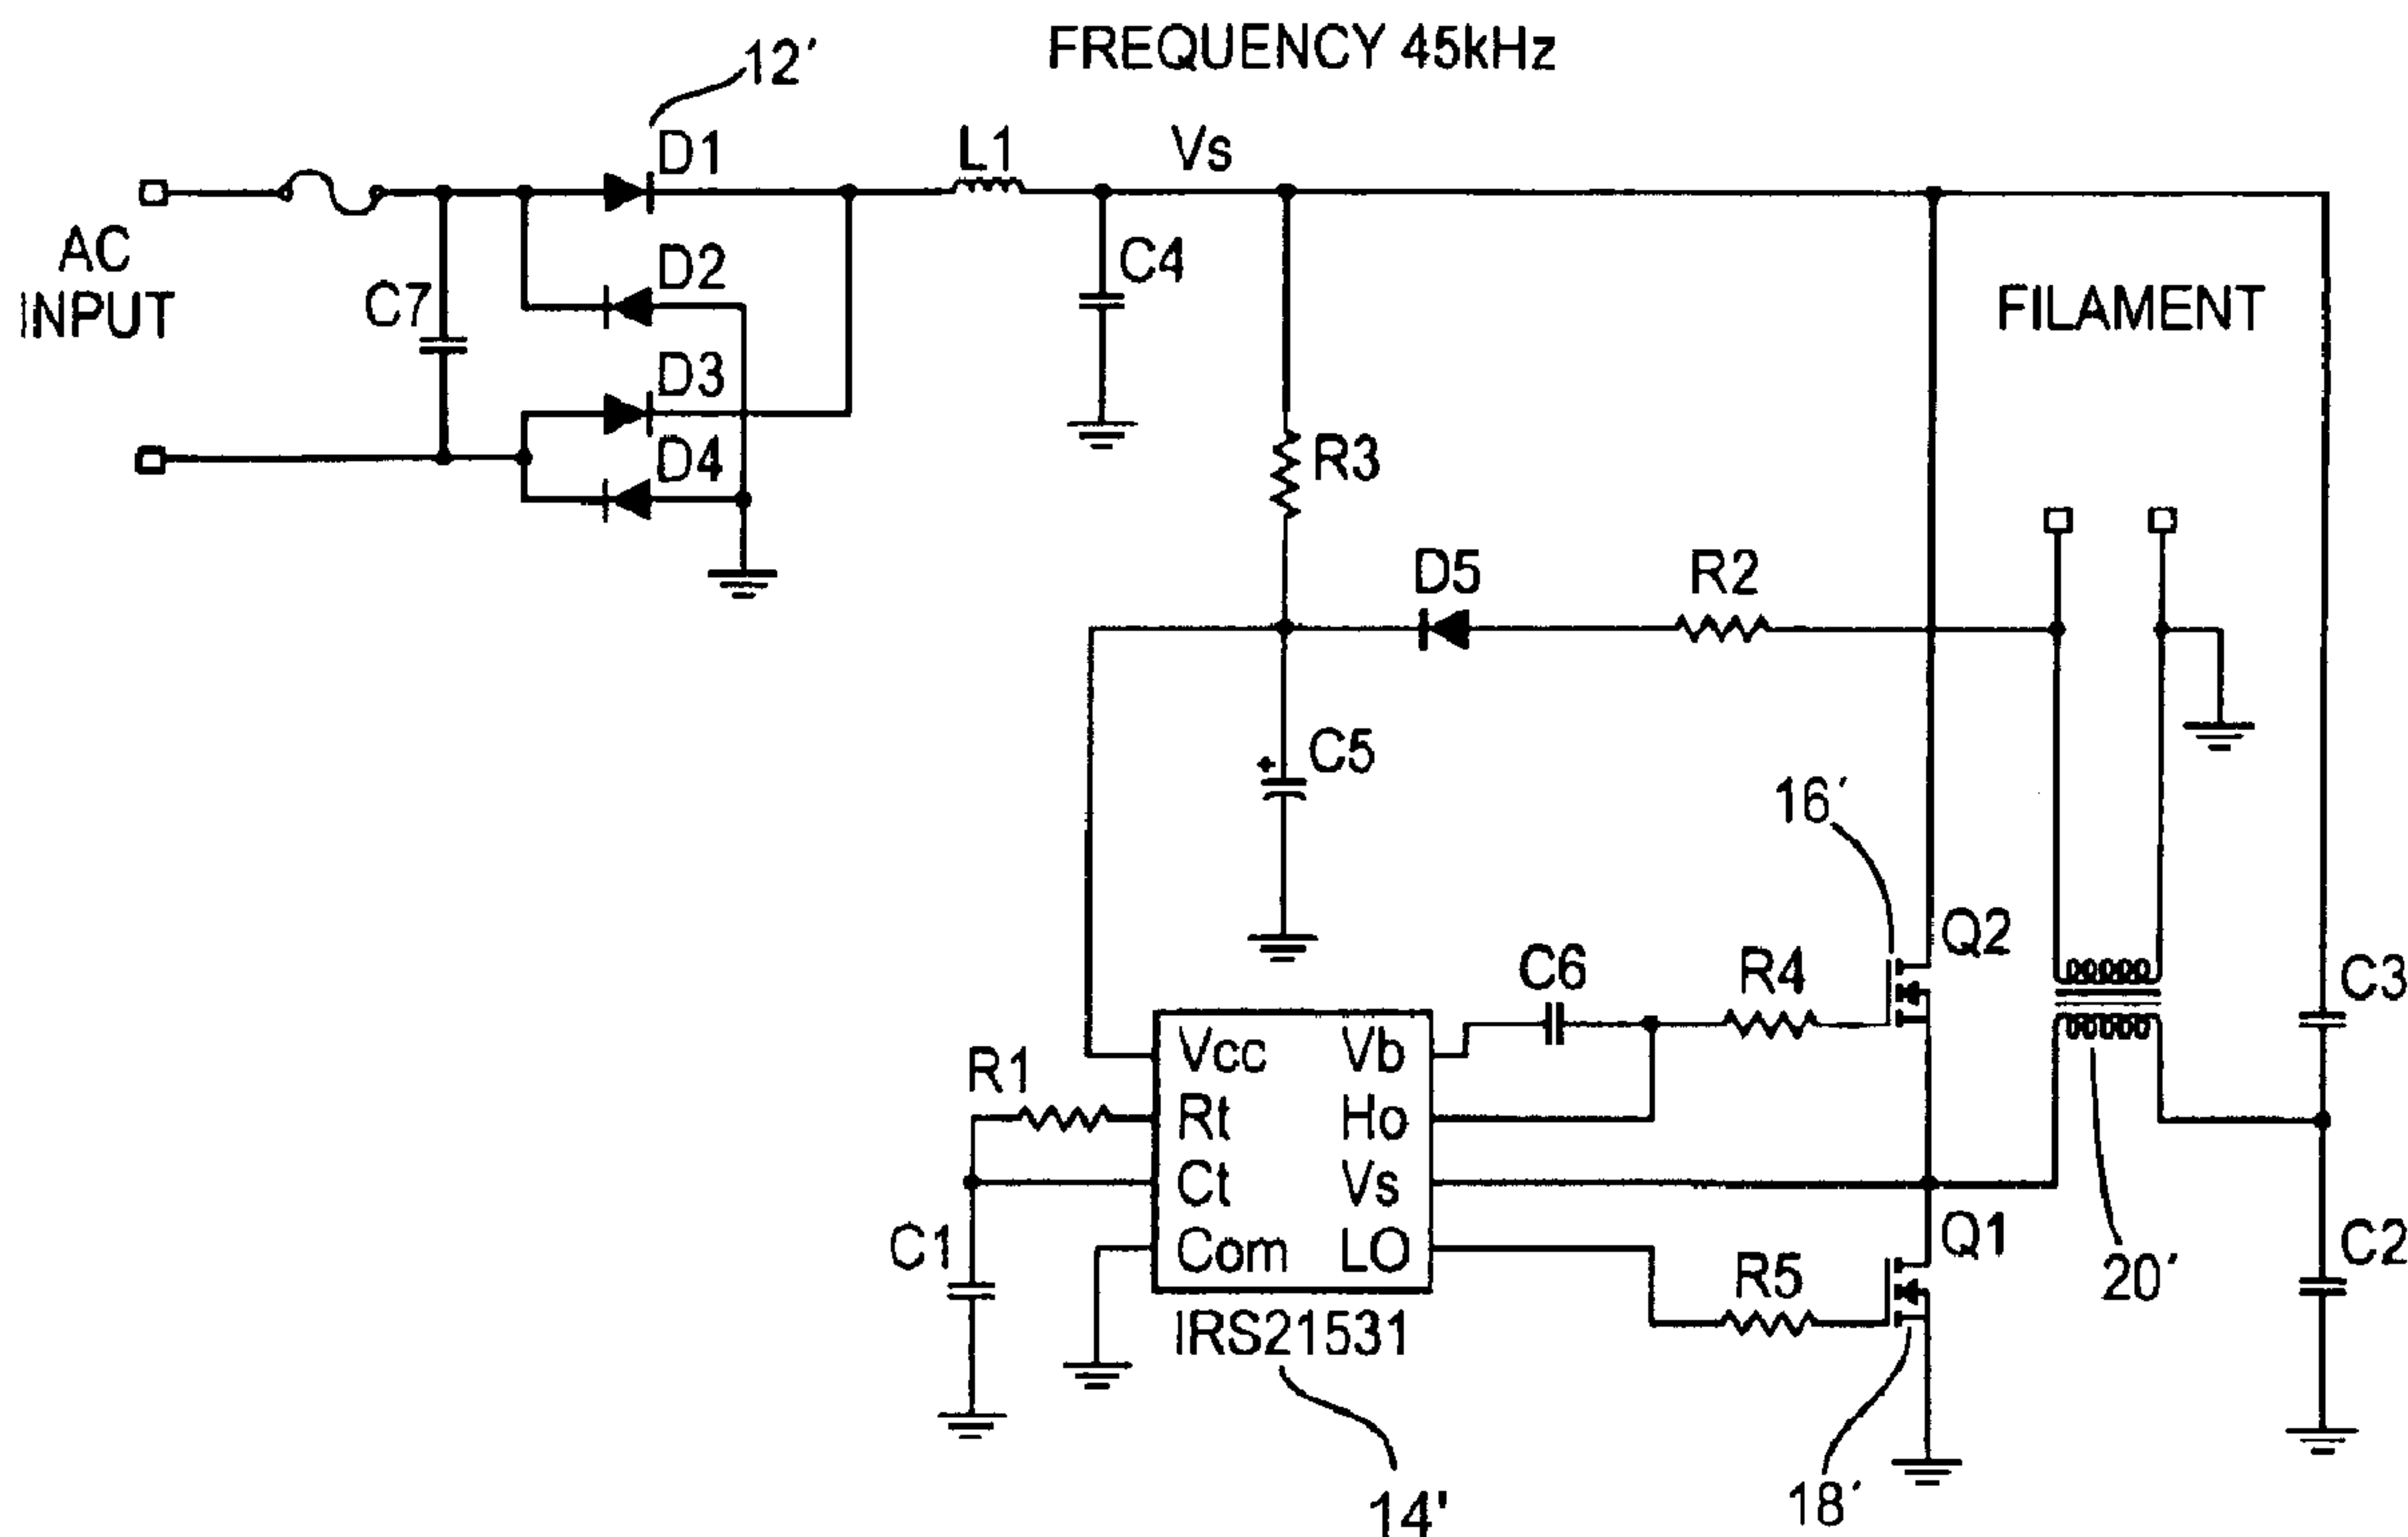 FREQUENCY 45kHz
12′
D1
L1
Vs
AC
INPUT
C7
D2
C4
FILAMENT
D3
D4
R3
D5
R2
C5
16′
Q2
C6
R4
C3
R1
Vcc
Vb
Rt
Ho
Ct
Vs
C1
Com
LO
Q1
R5
20′
C2
IRS21531
14'
18′